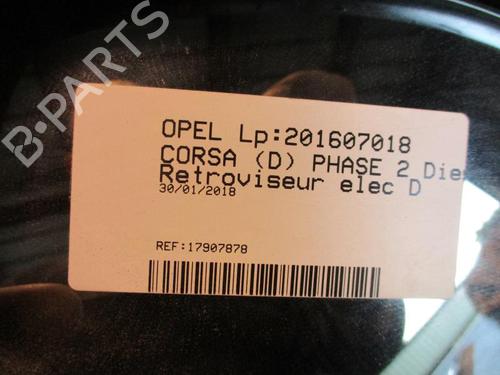 B-PARTS
OPEL Lp:201607018
CORSA (D) PHASE 2 Die
Retroviseur elec D
30/01/2018
REF:17907878